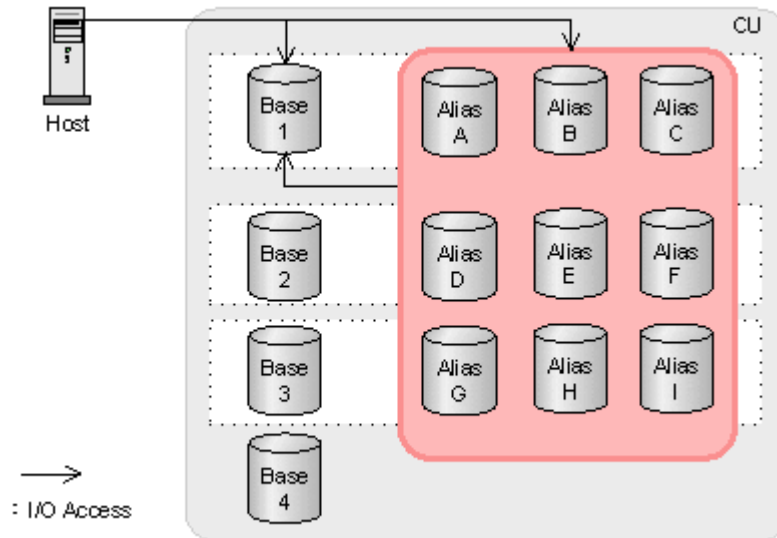 CU
Host
Base
1
Alias
A
Alias
B
Alias
C
Base
2
Alias
D
Alias
E
Alias
F
Base
3
Alias
G
Alias
H
Alias
I
Base
4
: I/O Access